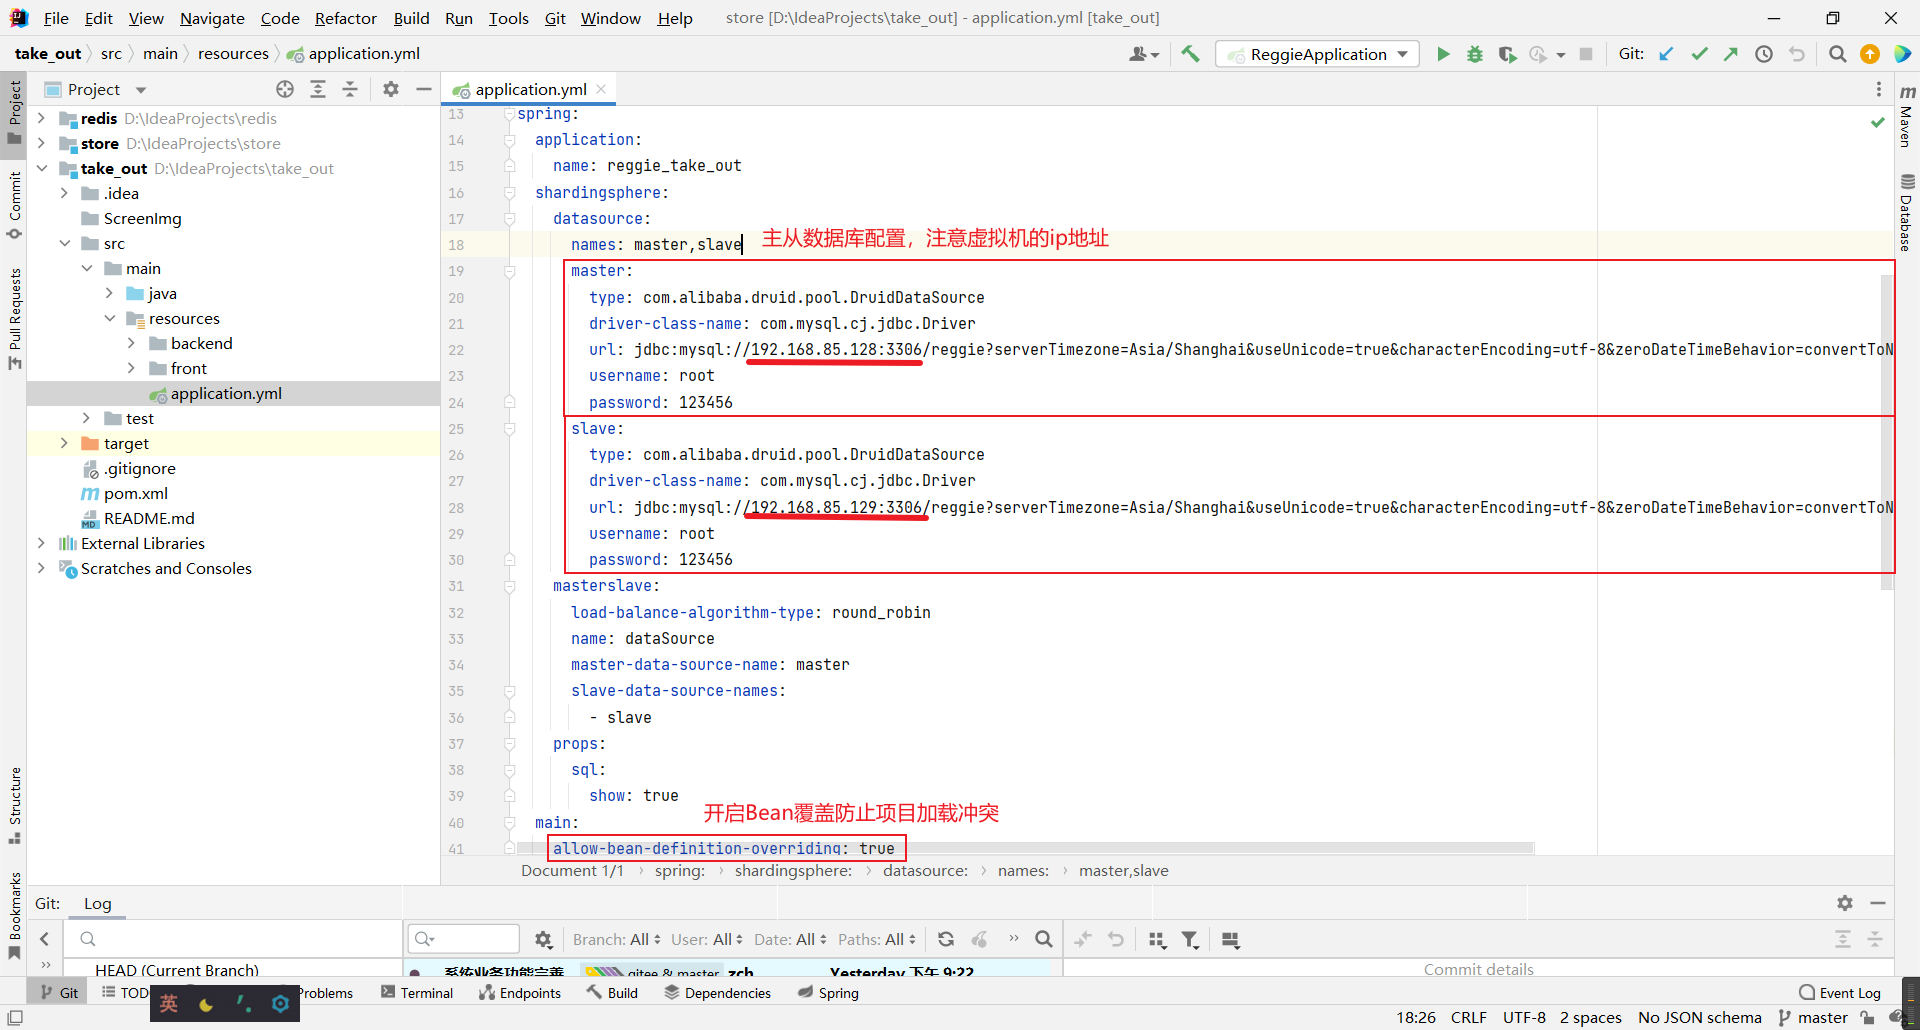 File Edit View Navigate Code Refactor Build Run Tools Git Window Help store [D:\IdeaProjects\take_out] - application.yml [take_out]
take_out src main resources application.yml ReggieApplication Git:
Project
application.yml
redis D:\IdeaProjects\redis
store D:\IdeaProjects\store
take_out D:\IdeaProjects\take_out
.idea
ScreenImg
src
main
java
resources
backend
front
application.yml
test
target
.gitignore
pom.xml
README.md
External Libraries
Scratches and Consoles
Project
Commit
Pull Requests
Structure
Bookmarks
13 spring:
14 application:
15 name: reggie_take_out
16 shardingsphere:
17 datasource:
18 names: master,slave 主从数据库配置，注意虚拟机的ip地址
19 master:
20 type: com.alibaba.druid.pool.DruidDataSource
21 driver-class-name: com.mysql.cj.jdbc.Driver
22 url: jdbc:mysql://192.168.85.128:3306/reggie?serverTimezone=Asia/Shanghai&useUnicode=true&characterEncoding=utf-8&zeroDateTimeBehavior=convertToN
23 username: root
24 password: 123456
25 slave:
26 type: com.alibaba.druid.pool.DruidDataSource
27 driver-class-name: com.mysql.cj.jdbc.Driver
28 url: jdbc:mysql://192.168.85.129:3306/reggie?serverTimezone=Asia/Shanghai&useUnicode=true&characterEncoding=utf-8&zeroDateTimeBehavior=convertToN
29 username: root
30 password: 123456
31 masterslave:
32 load-balance-algorithm-type: round_robin
33 name: dataSource
34 master-data-source-name: master
35 slave-data-source-names:
36 - slave
37 props:
38 sql:
39 show: true
开启Bean覆盖防止项目加载冲突
40 main:
41 allow-bean-definition-overriding: true
Maven
Database
Document 1/1 › spring: › shardingsphere: › datasource: › names: › master,slave
Git: Log
Branch: All User: All Date: All Paths: All
HEAD (Current Branch) 系统业务功能完善 gitee & master zch Yesterday 下午 9:22
Commit details
Git TOD Problems Terminal Endpoints Build Dependencies Spring Event Log
英
18:26 CRLF UTF-8 2 spaces No JSON schema master